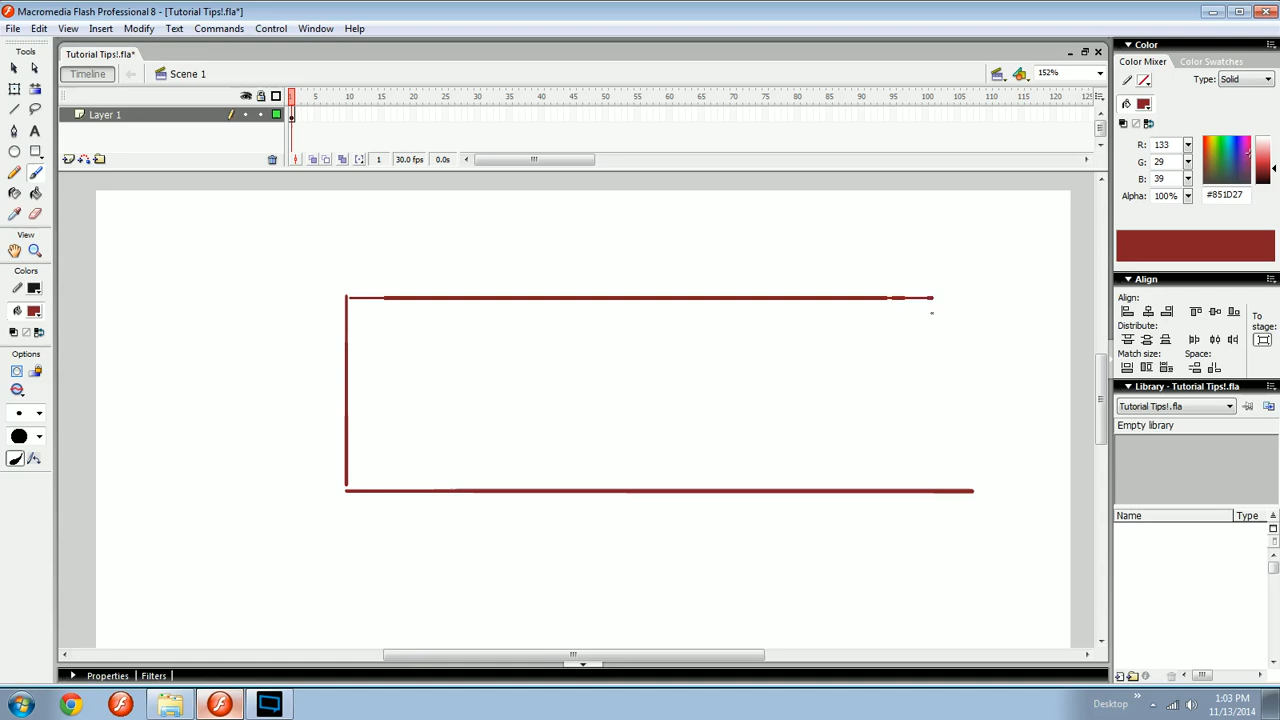 Macromedia Flash Professional 8 - [Tutorial Tips!.fla*]
File Edit View Insert Modify Text Commands Control Window Help
Tools
View
Colors
Options
Tutorial Tips!.fla*
Timeline
Scene 1
152%
5 10 15 20 25 30 35 40 45 50 55 60 65 70 75 80 85 90 95 100 105 110 115 120 125
Layer 1
1 30.0 fps 0.0s
Properties Filters
Color
Color Mixer Color Swatches
Type: Solid
R: 133
G: 29
B: 39
Alpha: 100% #851D27
Align
Align:
To stage:
Distribute:
Match size: Space:
Library - Tutorial Tips!.fla
Tutorial Tips!.fla
Empty library
Name Type
Desktop
1:03 PM
11/13/2014